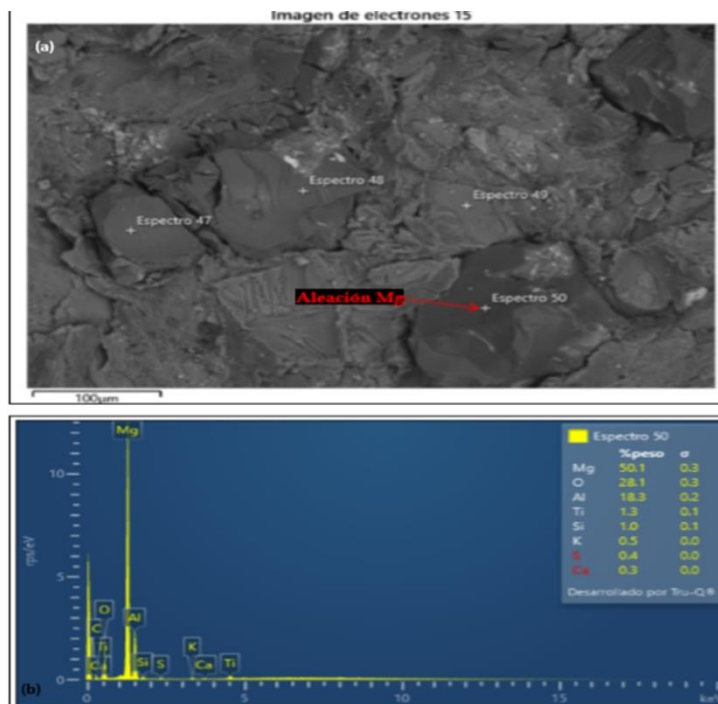 Imagen de electrones 15
(a)
Espectro 48
Espectro 49
Espectro 47
Aleación Mg
Espectro 50
100µm
Espectro 50
%peso σ
Mg 50.1 0.3
O 28.1 0.3
Al 18.3 0.2
Ti 1.3 0.1
Si 1.0 0.1
K 0.5 0.0
S 0.4 0.0
Ca 0.3 0.0
Desarrollado por Tru-Q®
rps/eV
10
5
0
Mg
O
C
Al
Ti
Si
S
K
Ca
Ti
0
5
10
15
(b)